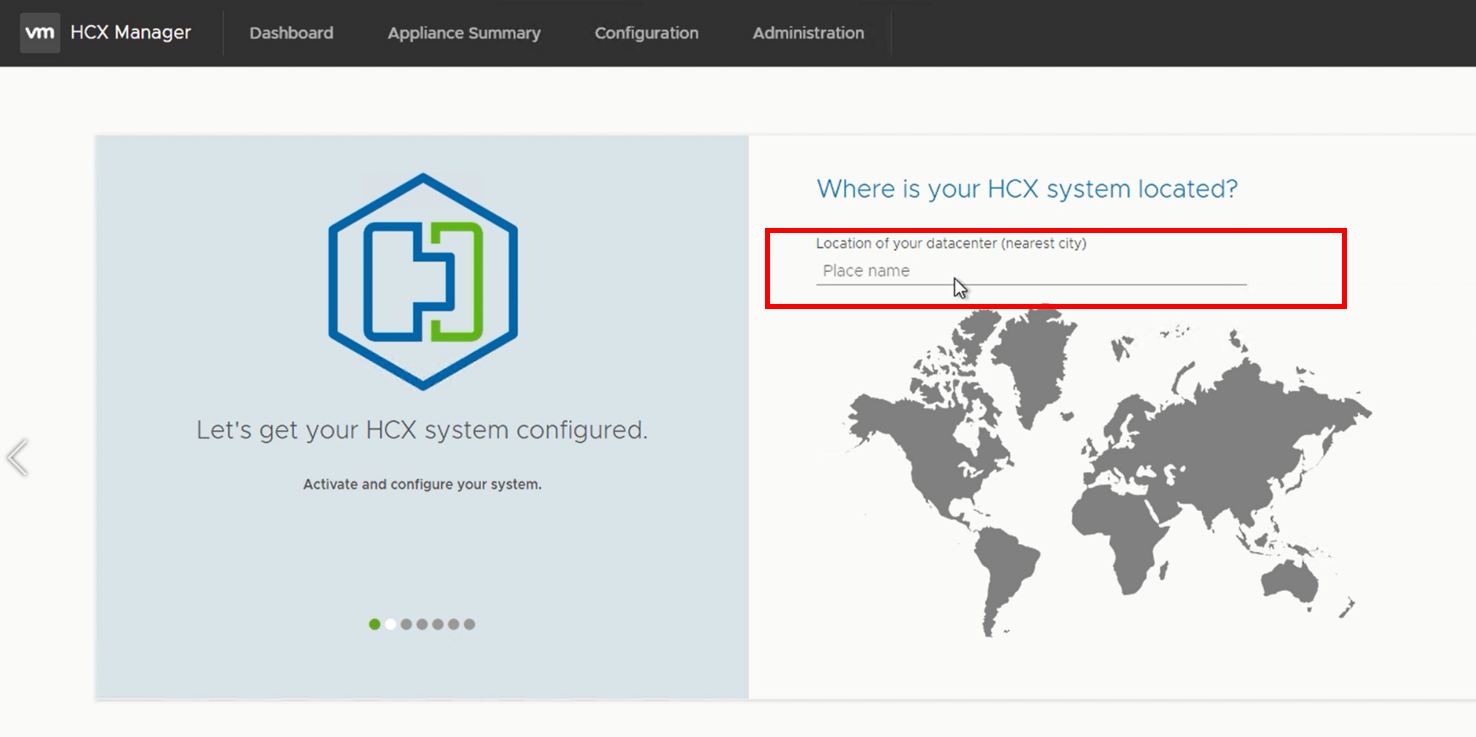 vm HCX Manager Dashboard Appliance Summary Configuration Administration
Let's get your HCX system configured.
Activate and configure your system.
Where is your HCX system located?
Location of your datacenter (nearest city)
Place name